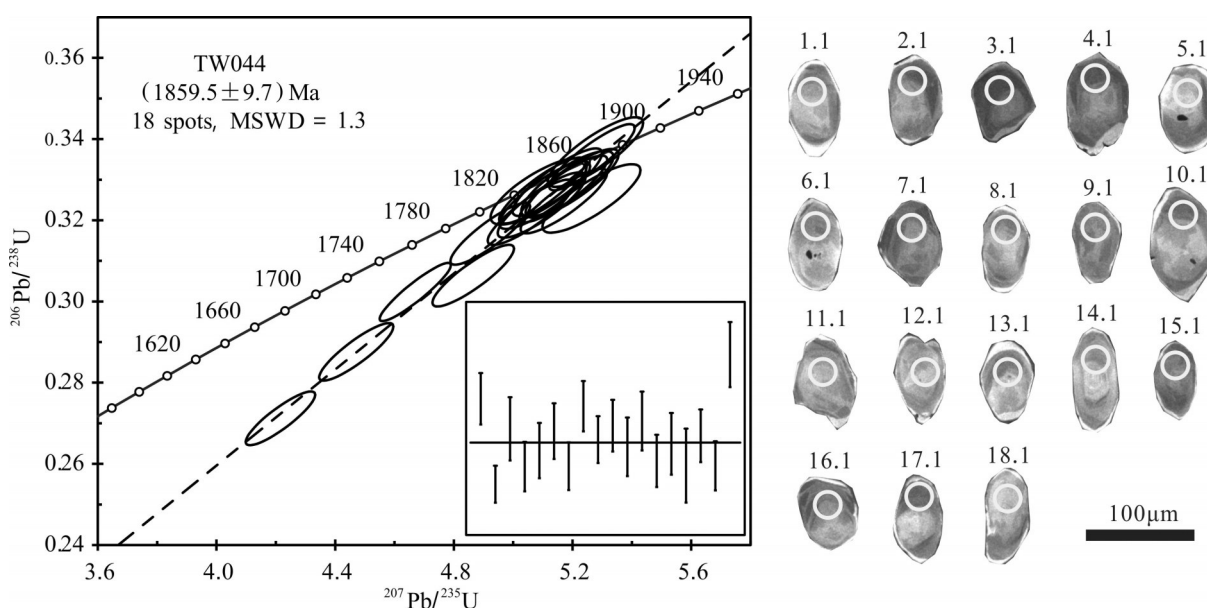 TW044
(1859.5±9.7) Ma
18 spots, MSWD = 1.3
0.36
0.34
0.32
0.30
0.28
0.26
0.24
²⁰⁶Pb/²³⁸U
1620
1660
1700
1740
1780
1820
1860
1900
1940
3.6
4.0
4.4
4.8
5.2
5.6
²⁰⁷Pb/²³⁵U
1.1 2.1 3.1 4.1 5.1
6.1 7.1 8.1 9.1 10.1
11.1 12.1 13.1 14.1 15.1
16.1 17.1 18.1
100μm